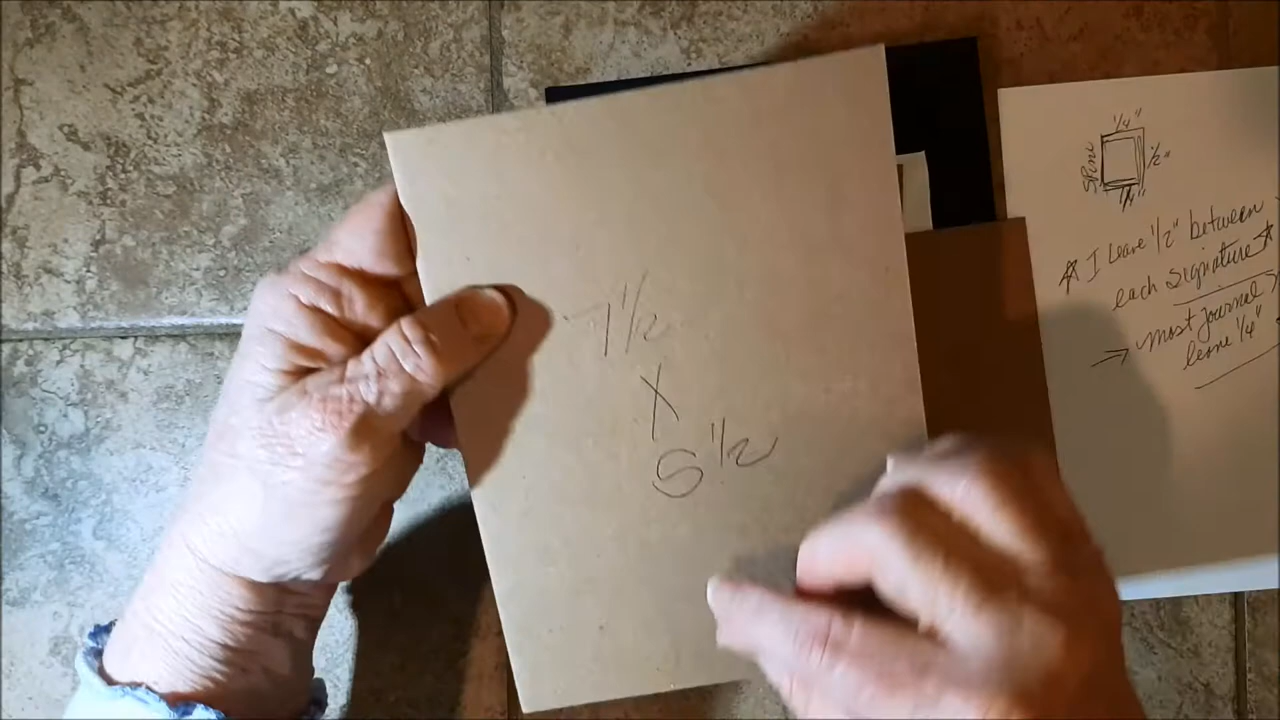 7 1/2
X
5 1/2
1/4"
Spine
1/2"
1/4"
☆ I Leave 1/2" between
each signature ☆
→ most journal
leave 1/4"